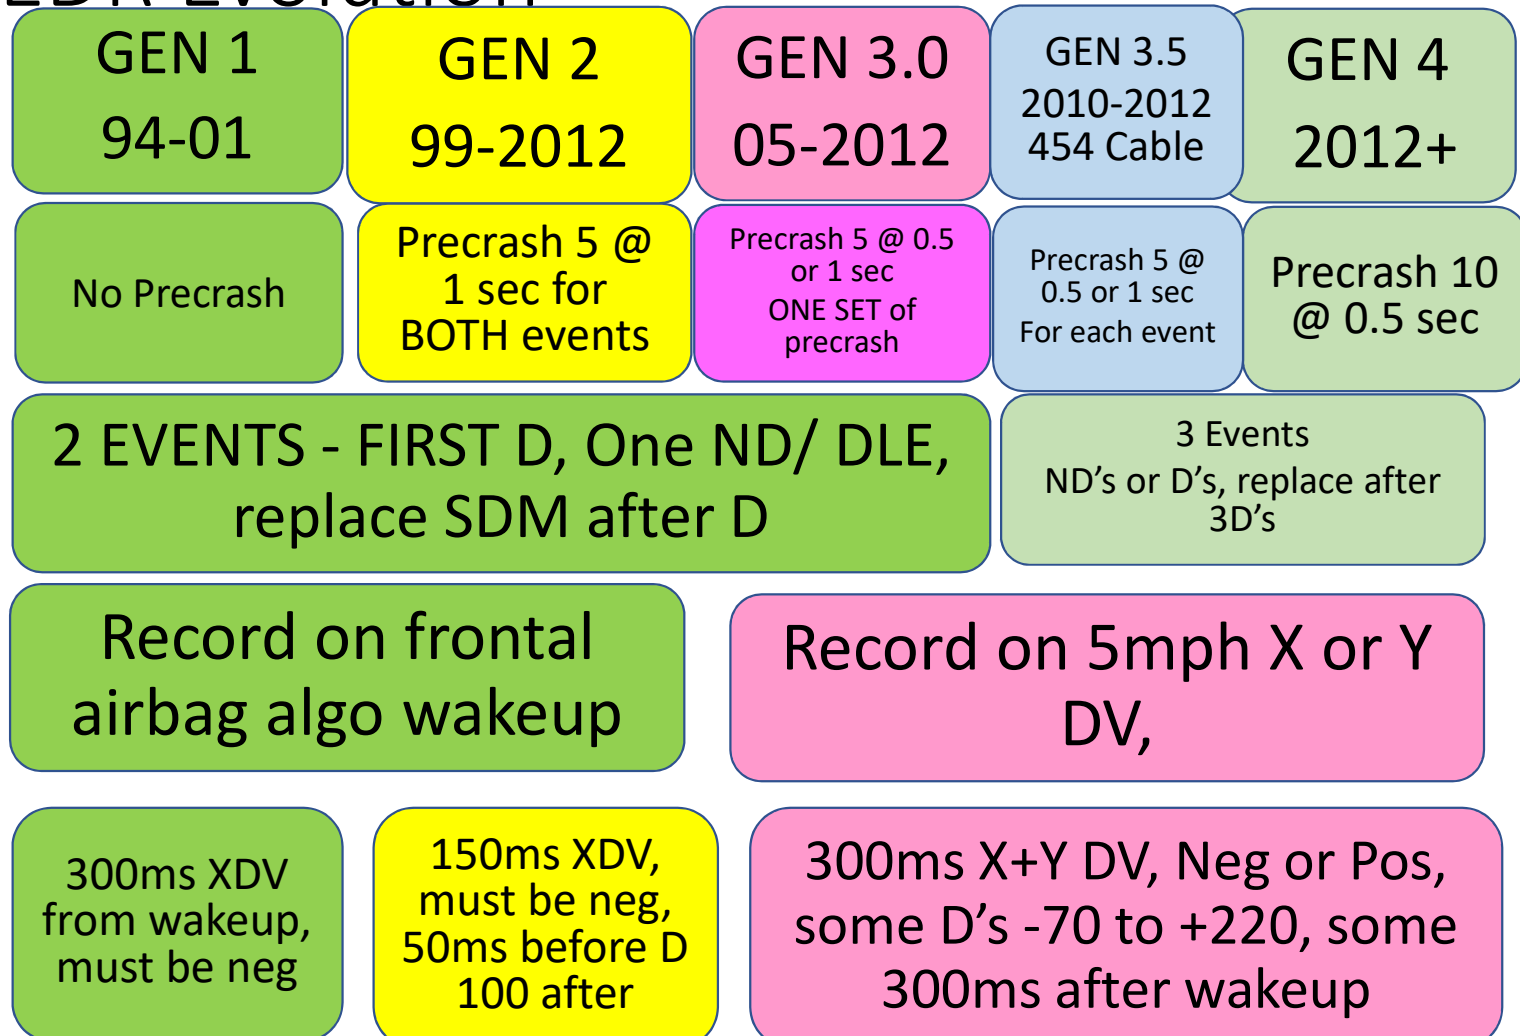 EDR Evolution
GEN 1
94-01
GEN 2
99-2012
GEN 3.0
05-2012
GEN 3.5
2010-2012
454 Cable
GEN 4
2012+
No Precrash
Precrash 5 @
1 sec for
BOTH events
Precrash 5 @ 0.5
or 1 sec
ONE SET of
precrash
Precrash 5 @
0.5 or 1 sec
For each event
Precrash 10
@ 0.5 sec
2 EVENTS - FIRST D, One ND/ DLE,
replace SDM after D
3 Events
ND’s or D’s, replace after
3D’s
Record on frontal
airbag algo wakeup
Record on 5mph X or Y
DV,
300ms XDV
from wakeup,
must be neg
150ms XDV,
must be neg,
50ms before D
100 after
300ms X+Y DV, Neg or Pos,
some D’s -70 to +220, some
300ms after wakeup